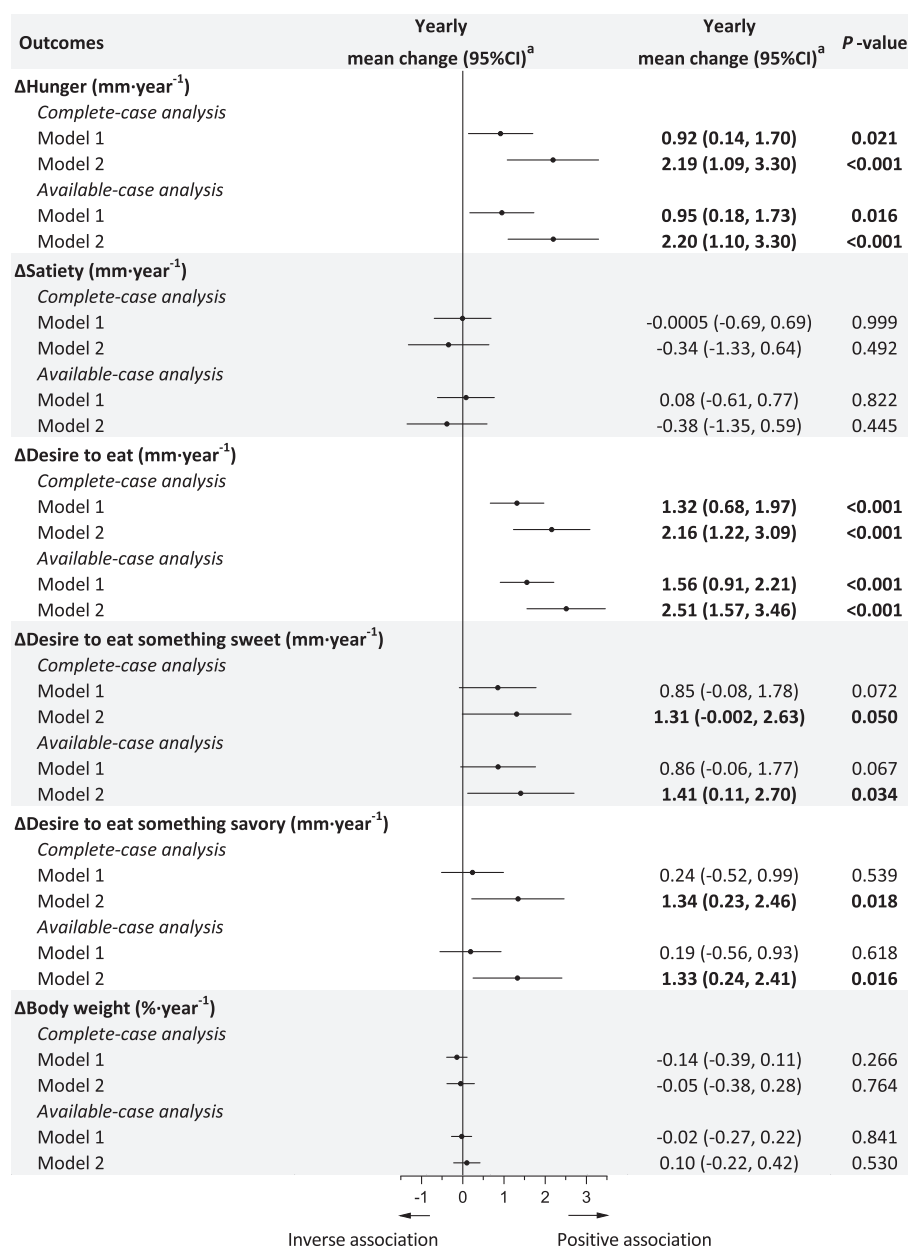 Outcomes Yearly mean change (95%CI)a Yearly mean change (95%CI)a P -value
ΔHunger (mm·year-1)
Complete-case analysis
Model 1 0.92 (0.14, 1.70) 0.021
Model 2 2.19 (1.09, 3.30) <0.001
Available-case analysis
Model 1 0.95 (0.18, 1.73) 0.016
Model 2 2.20 (1.10, 3.30) <0.001
ΔSatiety (mm·year-1)
Complete-case analysis
Model 1 -0.0005 (-0.69, 0.69) 0.999
Model 2 -0.34 (-1.33, 0.64) 0.492
Available-case analysis
Model 1 0.08 (-0.61, 0.77) 0.822
Model 2 -0.38 (-1.35, 0.59) 0.445
ΔDesire to eat (mm·year-1)
Complete-case analysis
Model 1 1.32 (0.68, 1.97) <0.001
Model 2 2.16 (1.22, 3.09) <0.001
Available-case analysis
Model 1 1.56 (0.91, 2.21) <0.001
Model 2 2.51 (1.57, 3.46) <0.001
ΔDesire to eat something sweet (mm·year-1)
Complete-case analysis
Model 1 0.85 (-0.08, 1.78) 0.072
Model 2 1.31 (-0.002, 2.63) 0.050
Available-case analysis
Model 1 0.86 (-0.06, 1.77) 0.067
Model 2 1.41 (0.11, 2.70) 0.034
ΔDesire to eat something savory (mm·year-1)
Complete-case analysis
Model 1 0.24 (-0.52, 0.99) 0.539
Model 2 1.34 (0.23, 2.46) 0.018
Available-case analysis
Model 1 0.19 (-0.56, 0.93) 0.618
Model 2 1.33 (0.24, 2.41) 0.016
ΔBody weight (%·year-1)
Complete-case analysis
Model 1 -0.14 (-0.39, 0.11) 0.266
Model 2 -0.05 (-0.38, 0.28) 0.764
Available-case analysis
Model 1 -0.02 (-0.27, 0.22) 0.841
Model 2 0.10 (-0.22, 0.42) 0.530
-1 0 1 2 3
Inverse association Positive association